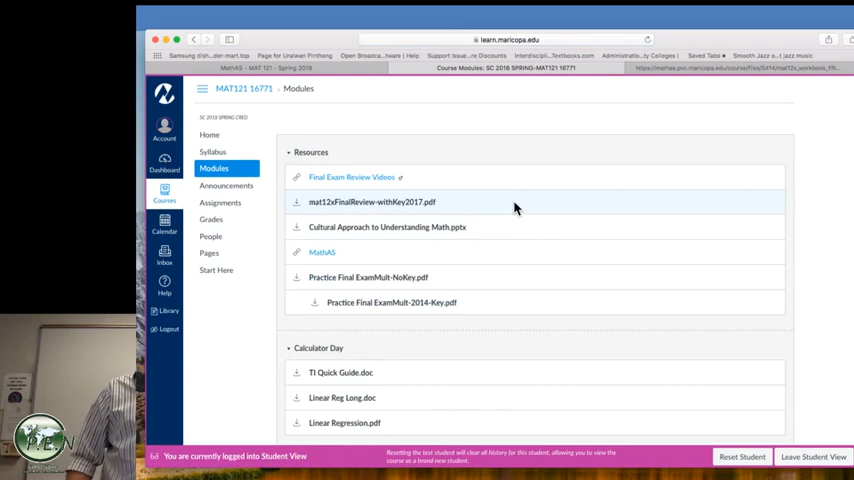 learn.maricopa.edu
Samsung dish...der-mart.top Page for Uraiwan Pinthong Open Broadca...tware | Help Support Issue...re Discounts Interdiscipli...Textbooks.com Administratio...ty Colleges | Saved Tabs Smooth Jazz o...t jazz music
MathAS - MAT 121 - Spring 2018 Course Modules: SC 2018 SPRING-MAT121 16771 https://mathas.pvc.maricopa.edu/course/files/5414/mat12x_workbook_fift...
MAT121 16771 › Modules
SC 2018 SPRING CRED
Account
Dashboard
Courses
Calendar
Inbox
Help
Library
Logout
Home
Syllabus
Modules
Announcements
Assignments
Grades
People
Pages
Start Here
Resources
Final Exam Review Videos
mat12xFinalReview-withKey2017.pdf
Cultural Approach to Understanding Math.pptx
MathAS
Practice Final ExamMult-NoKey.pdf
Practice Final ExamMult-2014-Key.pdf
Calculator Day
TI Quick Guide.doc
Linear Reg Long.doc
Linear Regression.pdf
P.E.N
You are currently logged into Student View
Resetting the test student will clear all history for this student, allowing you to view the
course as a brand new student.
Reset Student
Leave Student View